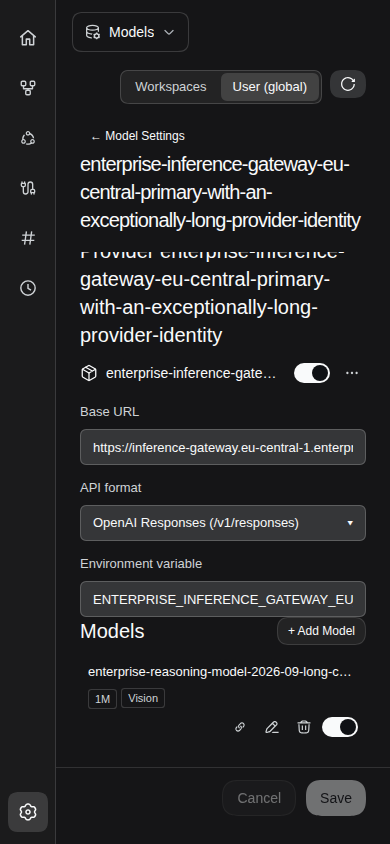 Models
Workspaces
User (global)
← Model Settings
enterprise-inference-gateway-eu-
central-primary-with-an-
exceptionally-long-provider-identity
Provider enterprise-inference-
gateway-eu-central-primary-
with-an-exceptionally-long-
provider-identity
enterprise-inference-gate…
Base URL
https://inference-gateway.eu-central-1.enterpr
API format
OpenAI Responses (/v1/responses)
Environment variable
ENTERPRISE_INFERENCE_GATEWAY_EU
Models
+ Add Model
enterprise-reasoning-model-2026-09-long-c…
1M
Vision
Cancel
Save